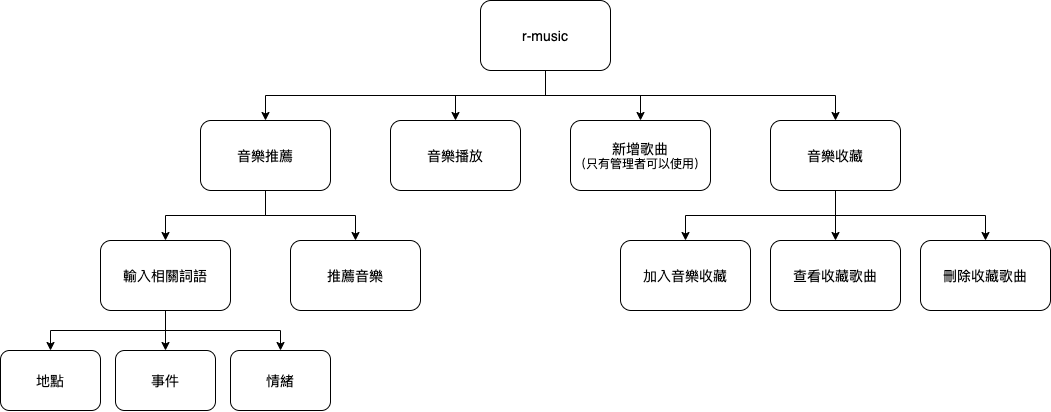 r-music
音樂推薦
音樂播放
新增歌曲
（只有管理者可以使用）
音樂收藏
輸入相關詞語
推薦音樂
加入音樂收藏
查看收藏歌曲
刪除收藏歌曲
地點
事件
情緒